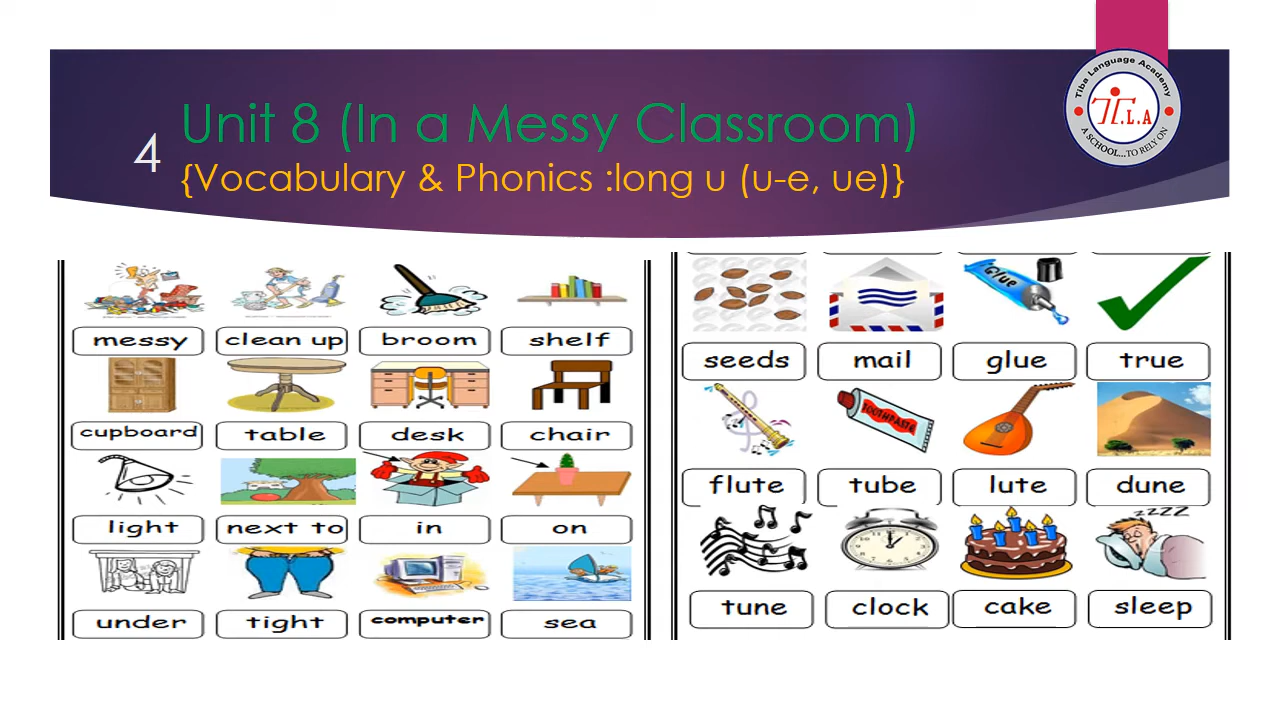 4
Unit 8 (In a Messy Classroom)
{Vocabulary & Phonics :long u (u-e, ue)}
Tiba Language Academy
T.L.A
A SCHOOL...TO RELY ON
messy clean up broom shelf
cupboard table desk chair
light next to in on
under tight computer sea
Glue
seeds mail glue true
TOOTHPASTE
flute tube lute dune
zzzz
tune clock cake sleep